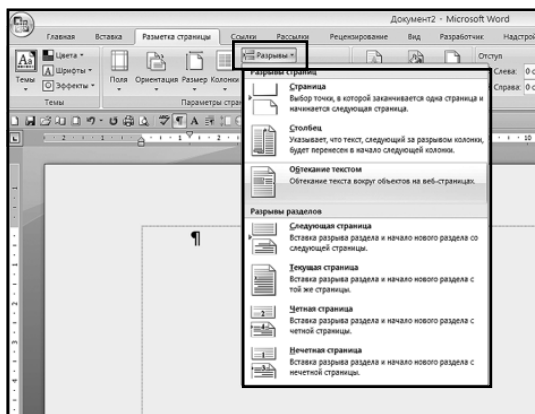 Документ2 - Microsoft Word
Главная Вставка Разметка страницы Ссылки Рассылки Рецензирование Вид Разработчик Надстрой
Цвета
Шрифты
Эффекты
Темы
Поля Ориентация Размер Колонки
Разрывы
Отступ
Слева: 0 с
Справа: 0 с
Темы
Параметры стран
Разрывы страниц
Страница
Выбор точки, в которой заканчивается одна страница и
начинается следующая страница.
Столбец
Указывает, что текст, следующий за разрывом колонки,
будет перенесен в начало следующей колонки.
Обтекание текстом
Обтекание текста вокруг объектов на веб-страницах.
Разрывы разделов
Следующая страница
Вставка разрыва раздела и начало нового раздела со
следующей страницы.
Текущая страница
Вставка разрыва раздела и начало нового раздела с
той же страницы.
Четная страница
Вставка разрыва раздела и начало нового раздела с
четной страницы.
Нечетная страница
Вставка разрыва раздела и начало нового раздела с
нечетной страницы.
¶